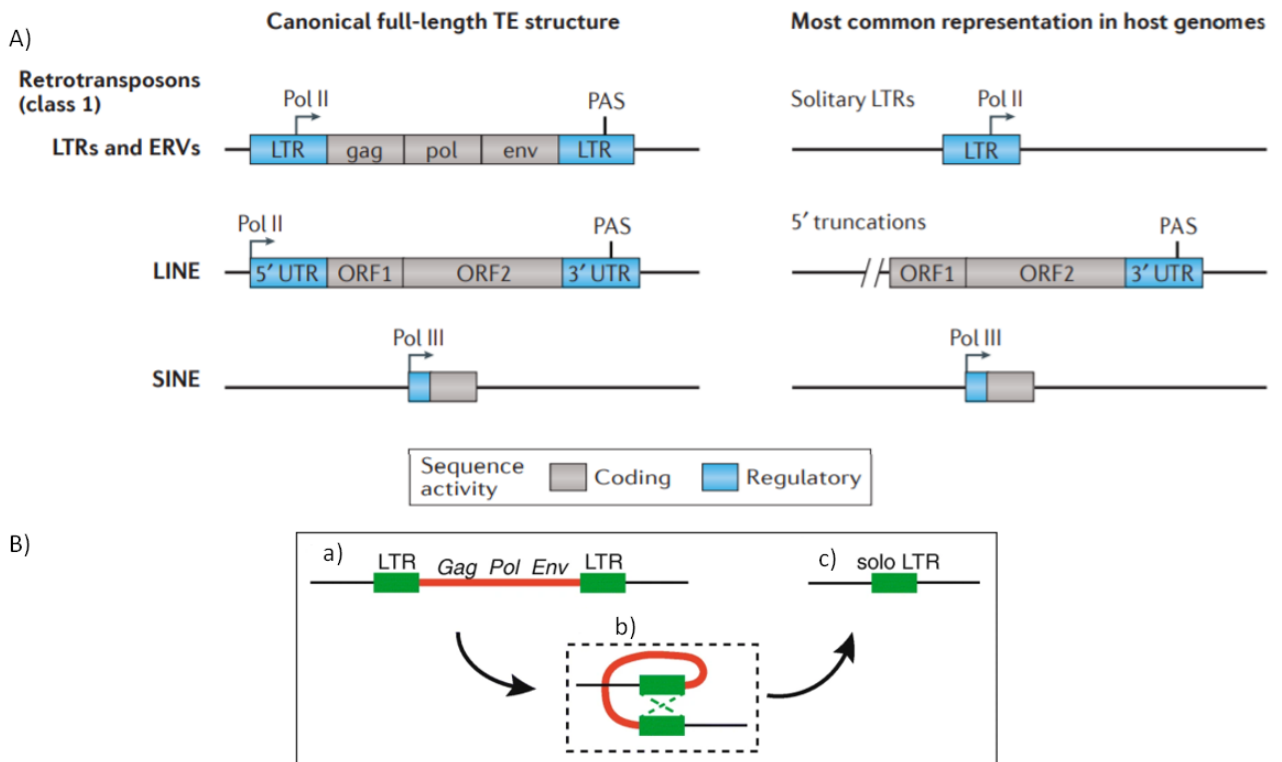 Canonical full-length TE structure
Most common representation in host genomes
A)
Retrotransposons
(class 1)
Pol II
PAS
Solitary LTRs
Pol II
LTRs and ERVs
LTR
gag
pol
env
LTR
LTR
Pol II
PAS
5′ truncations
PAS
LINE
5′ UTR
ORF1
ORF2
3′ UTR
ORF1
ORF2
3′ UTR
Pol III
Pol III
SINE
Sequence
activity
Coding
Regulatory
B)
a)
LTR
Gag Pol Env
LTR
c)
solo LTR
b)